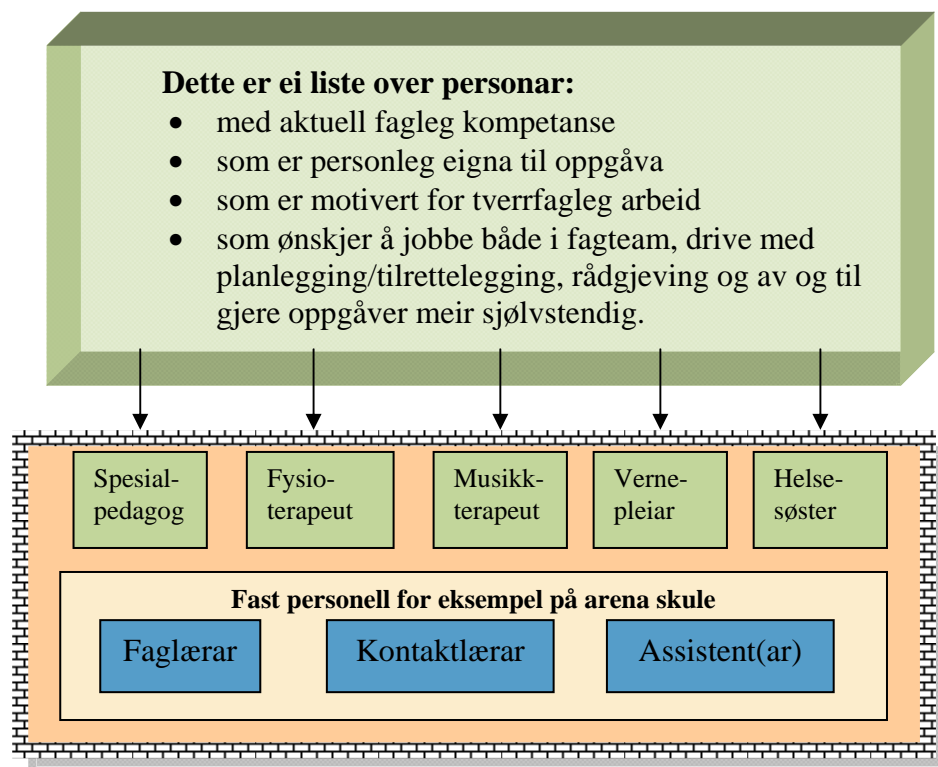 Dette er ei liste over personar:
• med aktuell fagleg kompetanse
• som er personleg eigna til oppgåva
• som er motivert for tverrfagleg arbeid
• som ønskjer å jobbe både i fagteam, drive med
planlegging/tilrettelegging, rådgjeving og av og til
gjere oppgåver meir sjølvstendig.
Spesial-
pedagog
Fysio-
terapeut
Musikk-
terapeut
Verne-
pleiar
Helse-
søster
Fast personell for eksempel på arena skule
Faglærar
Kontaktlærar
Assistent(ar)